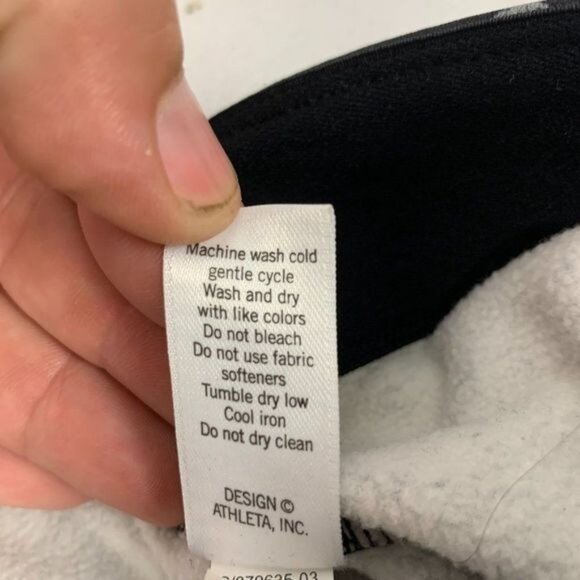 Machine wash cold
gentle cycle
Wash and dry
with like colors
Do not bleach
Do not use fabric
softeners
Tumble dry low
Cool iron
Do not dry clean
DESIGN ©
ATHLETA, INC.